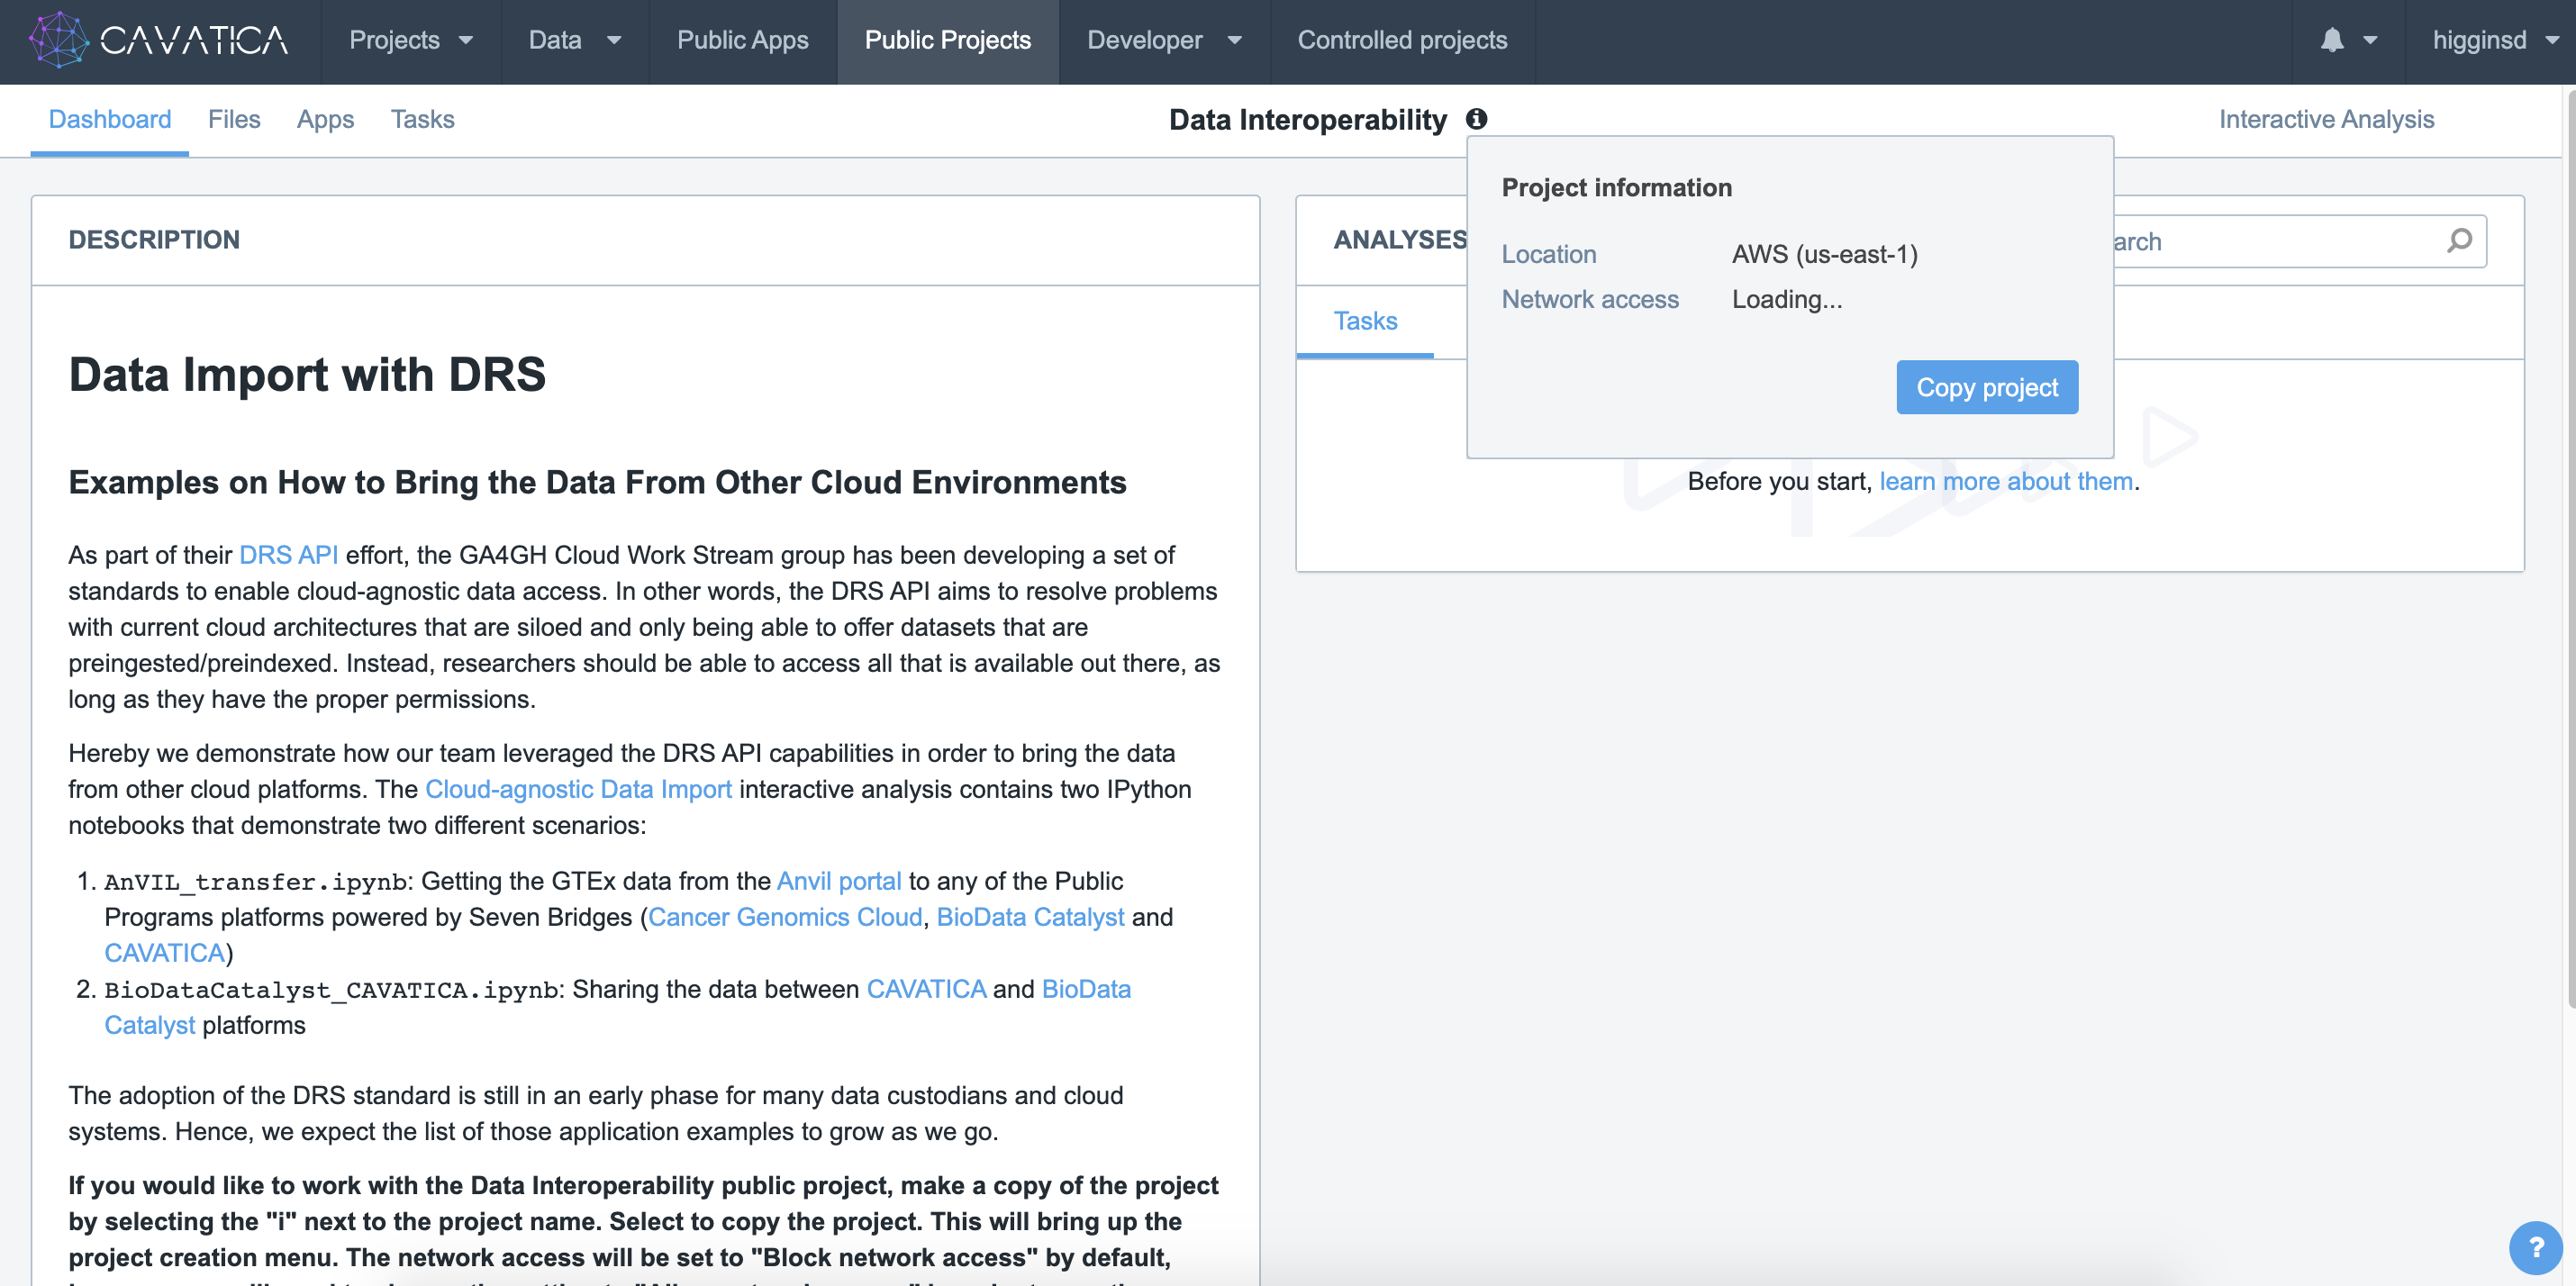 CAVATICA
Projects
Data
Public Apps
Public Projects
Developer
Controlled projects
higginsd
Dashboard
Files
Apps
Tasks
Data Interoperability
Interactive Analysis
Project information
Location AWS (us-east-1)
Network access Loading...
Copy project
DESCRIPTION
Data Import with DRS
Examples on How to Bring the Data From Other Cloud Environments
As part of their DRS API effort, the GA4GH Cloud Work Stream group has been developing a set of
standards to enable cloud-agnostic data access. In other words, the DRS API aims to resolve problems
with current cloud architectures that are siloed and only being able to offer datasets that are
preingested/preindexed. Instead, researchers should be able to access all that is available out there, as
long as they have the proper permissions.
Hereby we demonstrate how our team leveraged the DRS API capabilities in order to bring the data
from other cloud platforms. The Cloud-agnostic Data Import interactive analysis contains two IPython
notebooks that demonstrate two different scenarios:
1. AnVIL_transfer.ipynb: Getting the GTEx data from the Anvil portal to any of the Public
Programs platforms powered by Seven Bridges (Cancer Genomics Cloud, BioData Catalyst and
CAVATICA)
2. BioDataCatalyst_CAVATICA.ipynb: Sharing the data between CAVATICA and BioData
Catalyst platforms
The adoption of the DRS standard is still in an early phase for many data custodians and cloud
systems. Hence, we expect the list of those application examples to grow as we go.
If you would like to work with the Data Interoperability public project, make a copy of the project
by selecting the "i" next to the project name. Select to copy the project. This will bring up the
project creation menu. The network access will be set to "Block network access" by default,
ANALYSES
arch
Tasks
Before you start, learn more about them.
?